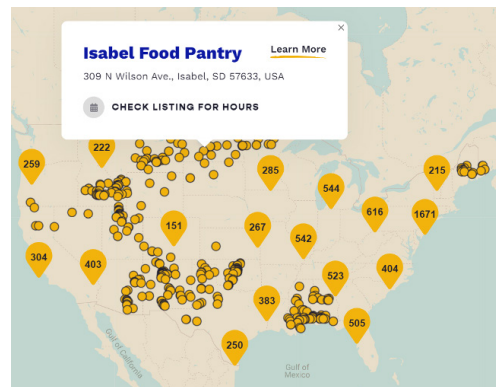 ×
Isabel Food Pantry
Learn More
309 N Wilson Ave., Isabel, SD 57633, USA
CHECK LISTING FOR HOURS
222
259
285
215
544
616
1671
151
267
542
304
403
523
404
383
505
250
Gulf of California
Gulf of
Mexico